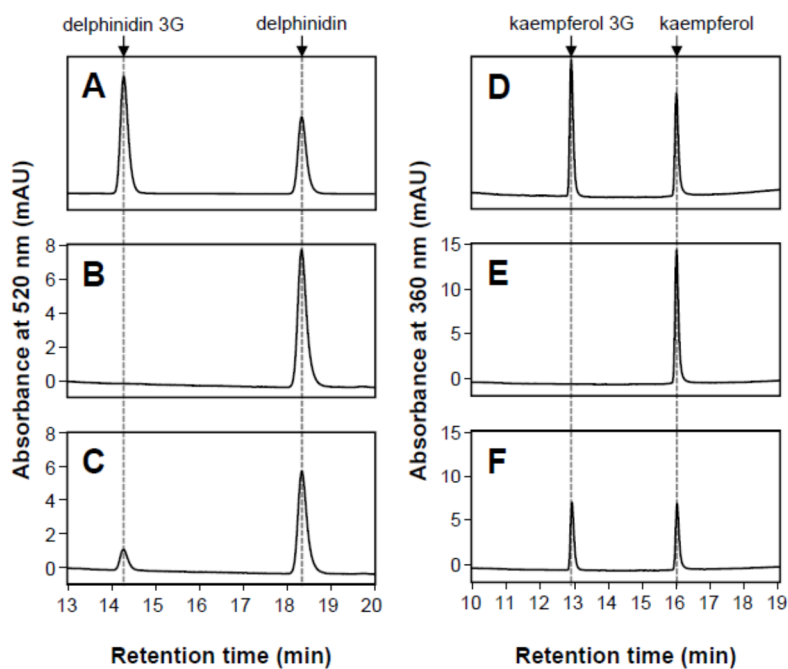 delphinidin 3G delphinidin
kaempferol 3G kaempferol
A
D
Absorbance at 520 nm (mAU)
8
6
4
2
0
B
Absorbance at 360 nm (mAU)
15
10
5
0
E
8
6
4
2
0
C
15
10
5
0
F
13 14 15 16 17 18 19 20
10 11 12 13 14 15 16 17 18 19
Retention time (min)
Retention time (min)